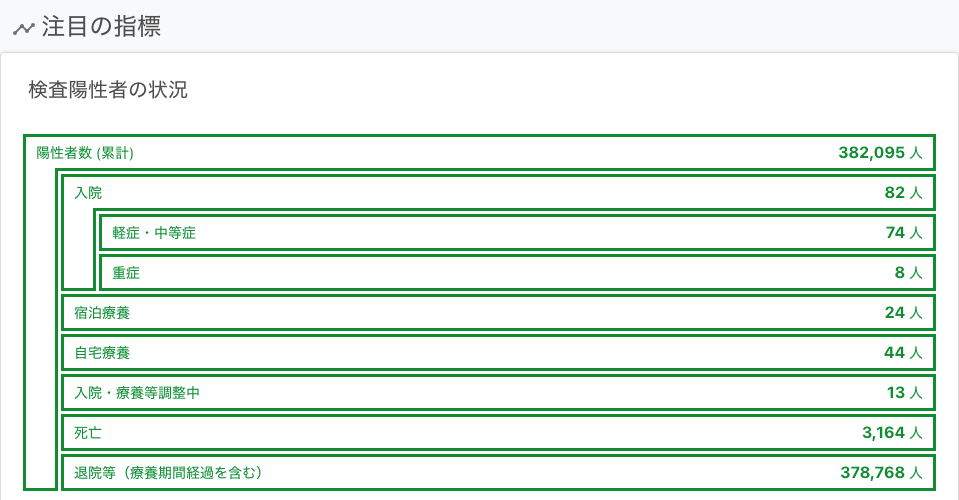 注目の指標
検査陽性者の状況
陽性者数 (累計) 382,095 人
入院 82 人
軽症・中等症 74 人
重症 8 人
宿泊療養 24 人
自宅療養 44 人
入院・療養等調整中 13 人
死亡 3,164 人
退院等（療養期間経過を含む） 378,768 人